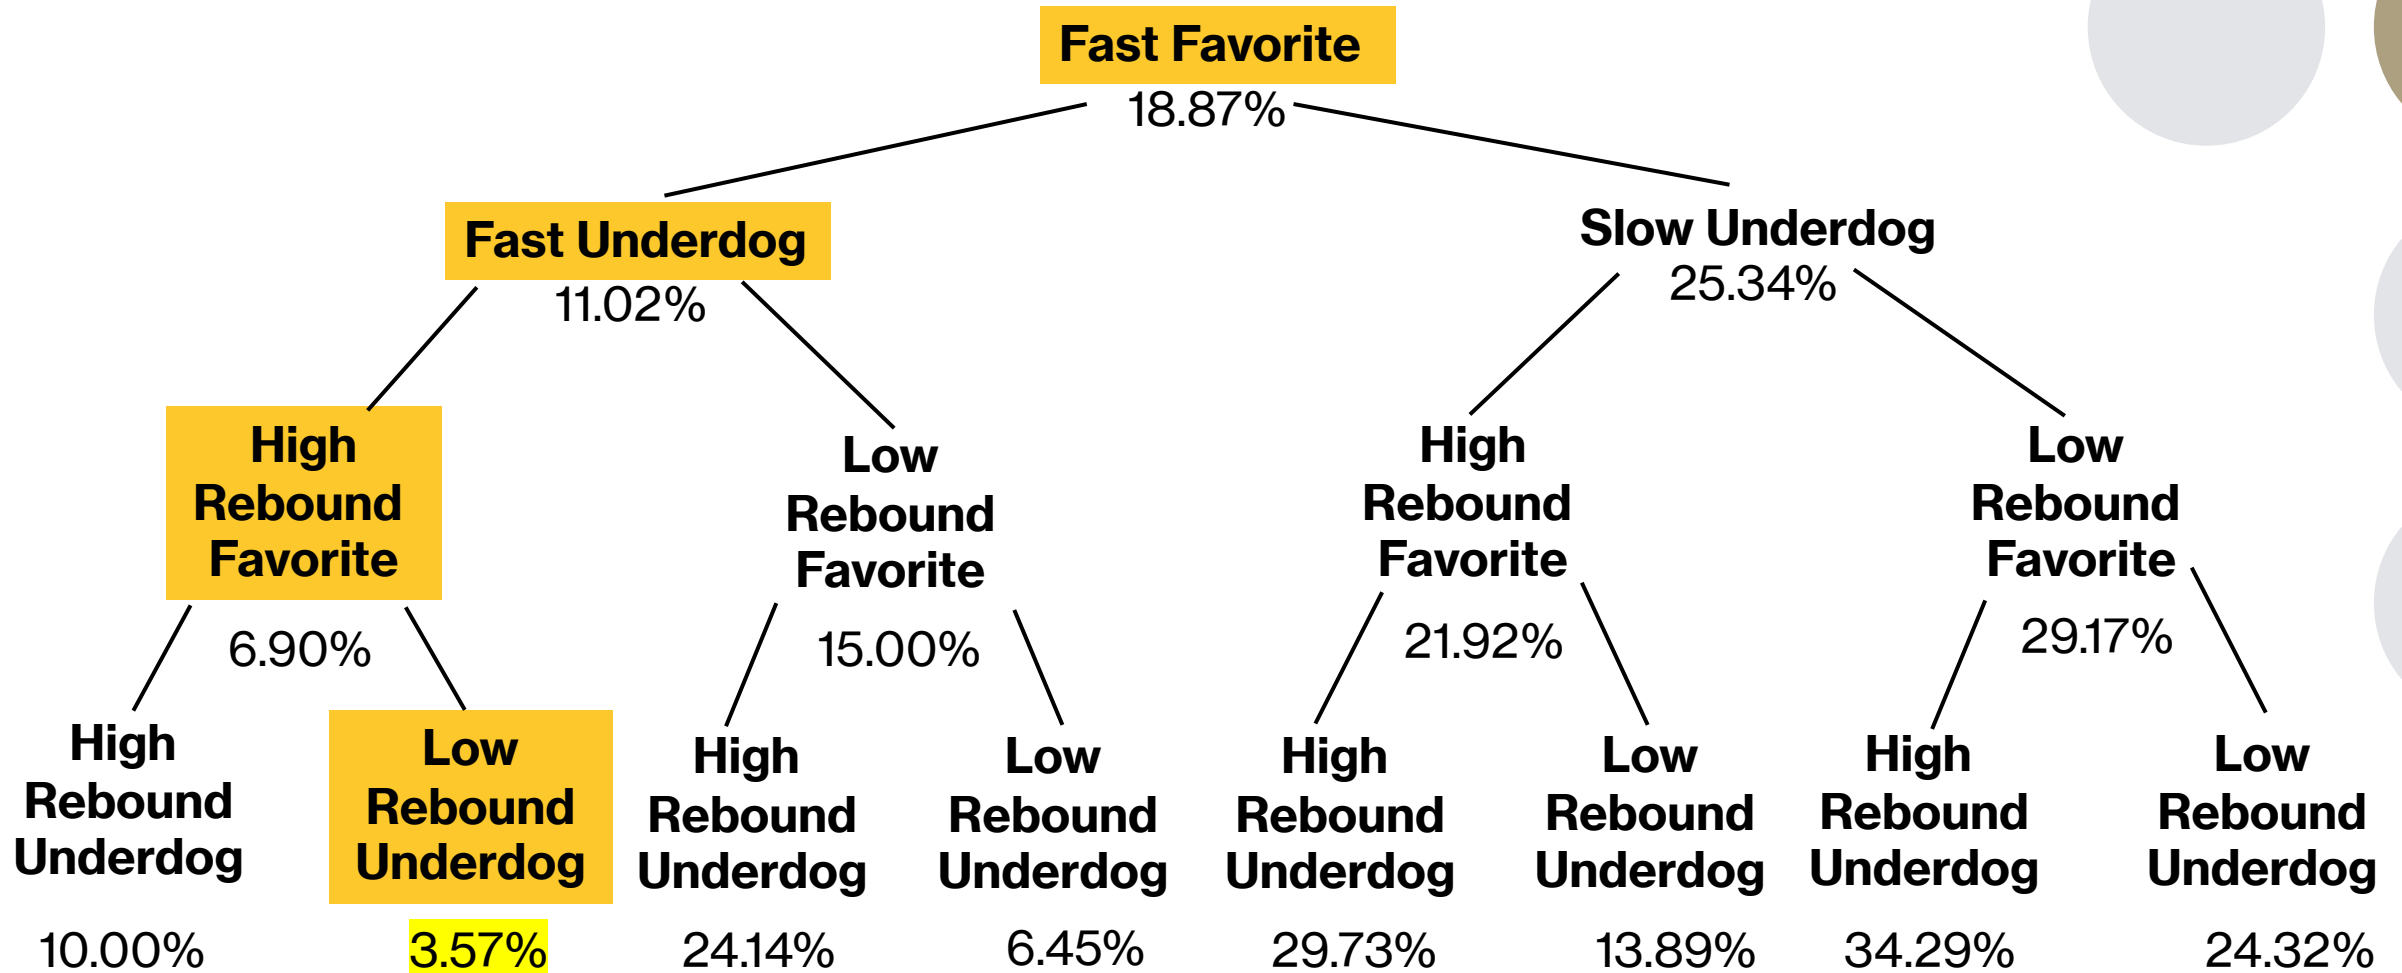 Fast Favorite
18.87%
Fast Underdog
11.02%
Slow Underdog
25.34%
High
Rebound
Favorite
6.90%
Low
Rebound
Favorite
15.00%
High
Rebound
Favorite
21.92%
Low
Rebound
Favorite
29.17%
High
Rebound
Underdog
10.00%
Low
Rebound
Underdog
3.57%
High
Rebound
Underdog
24.14%
Low
Rebound
Underdog
6.45%
High
Rebound
Underdog
29.73%
Low
Rebound
Underdog
13.89%
High
Rebound
Underdog
34.29%
Low
Rebound
Underdog
24.32%